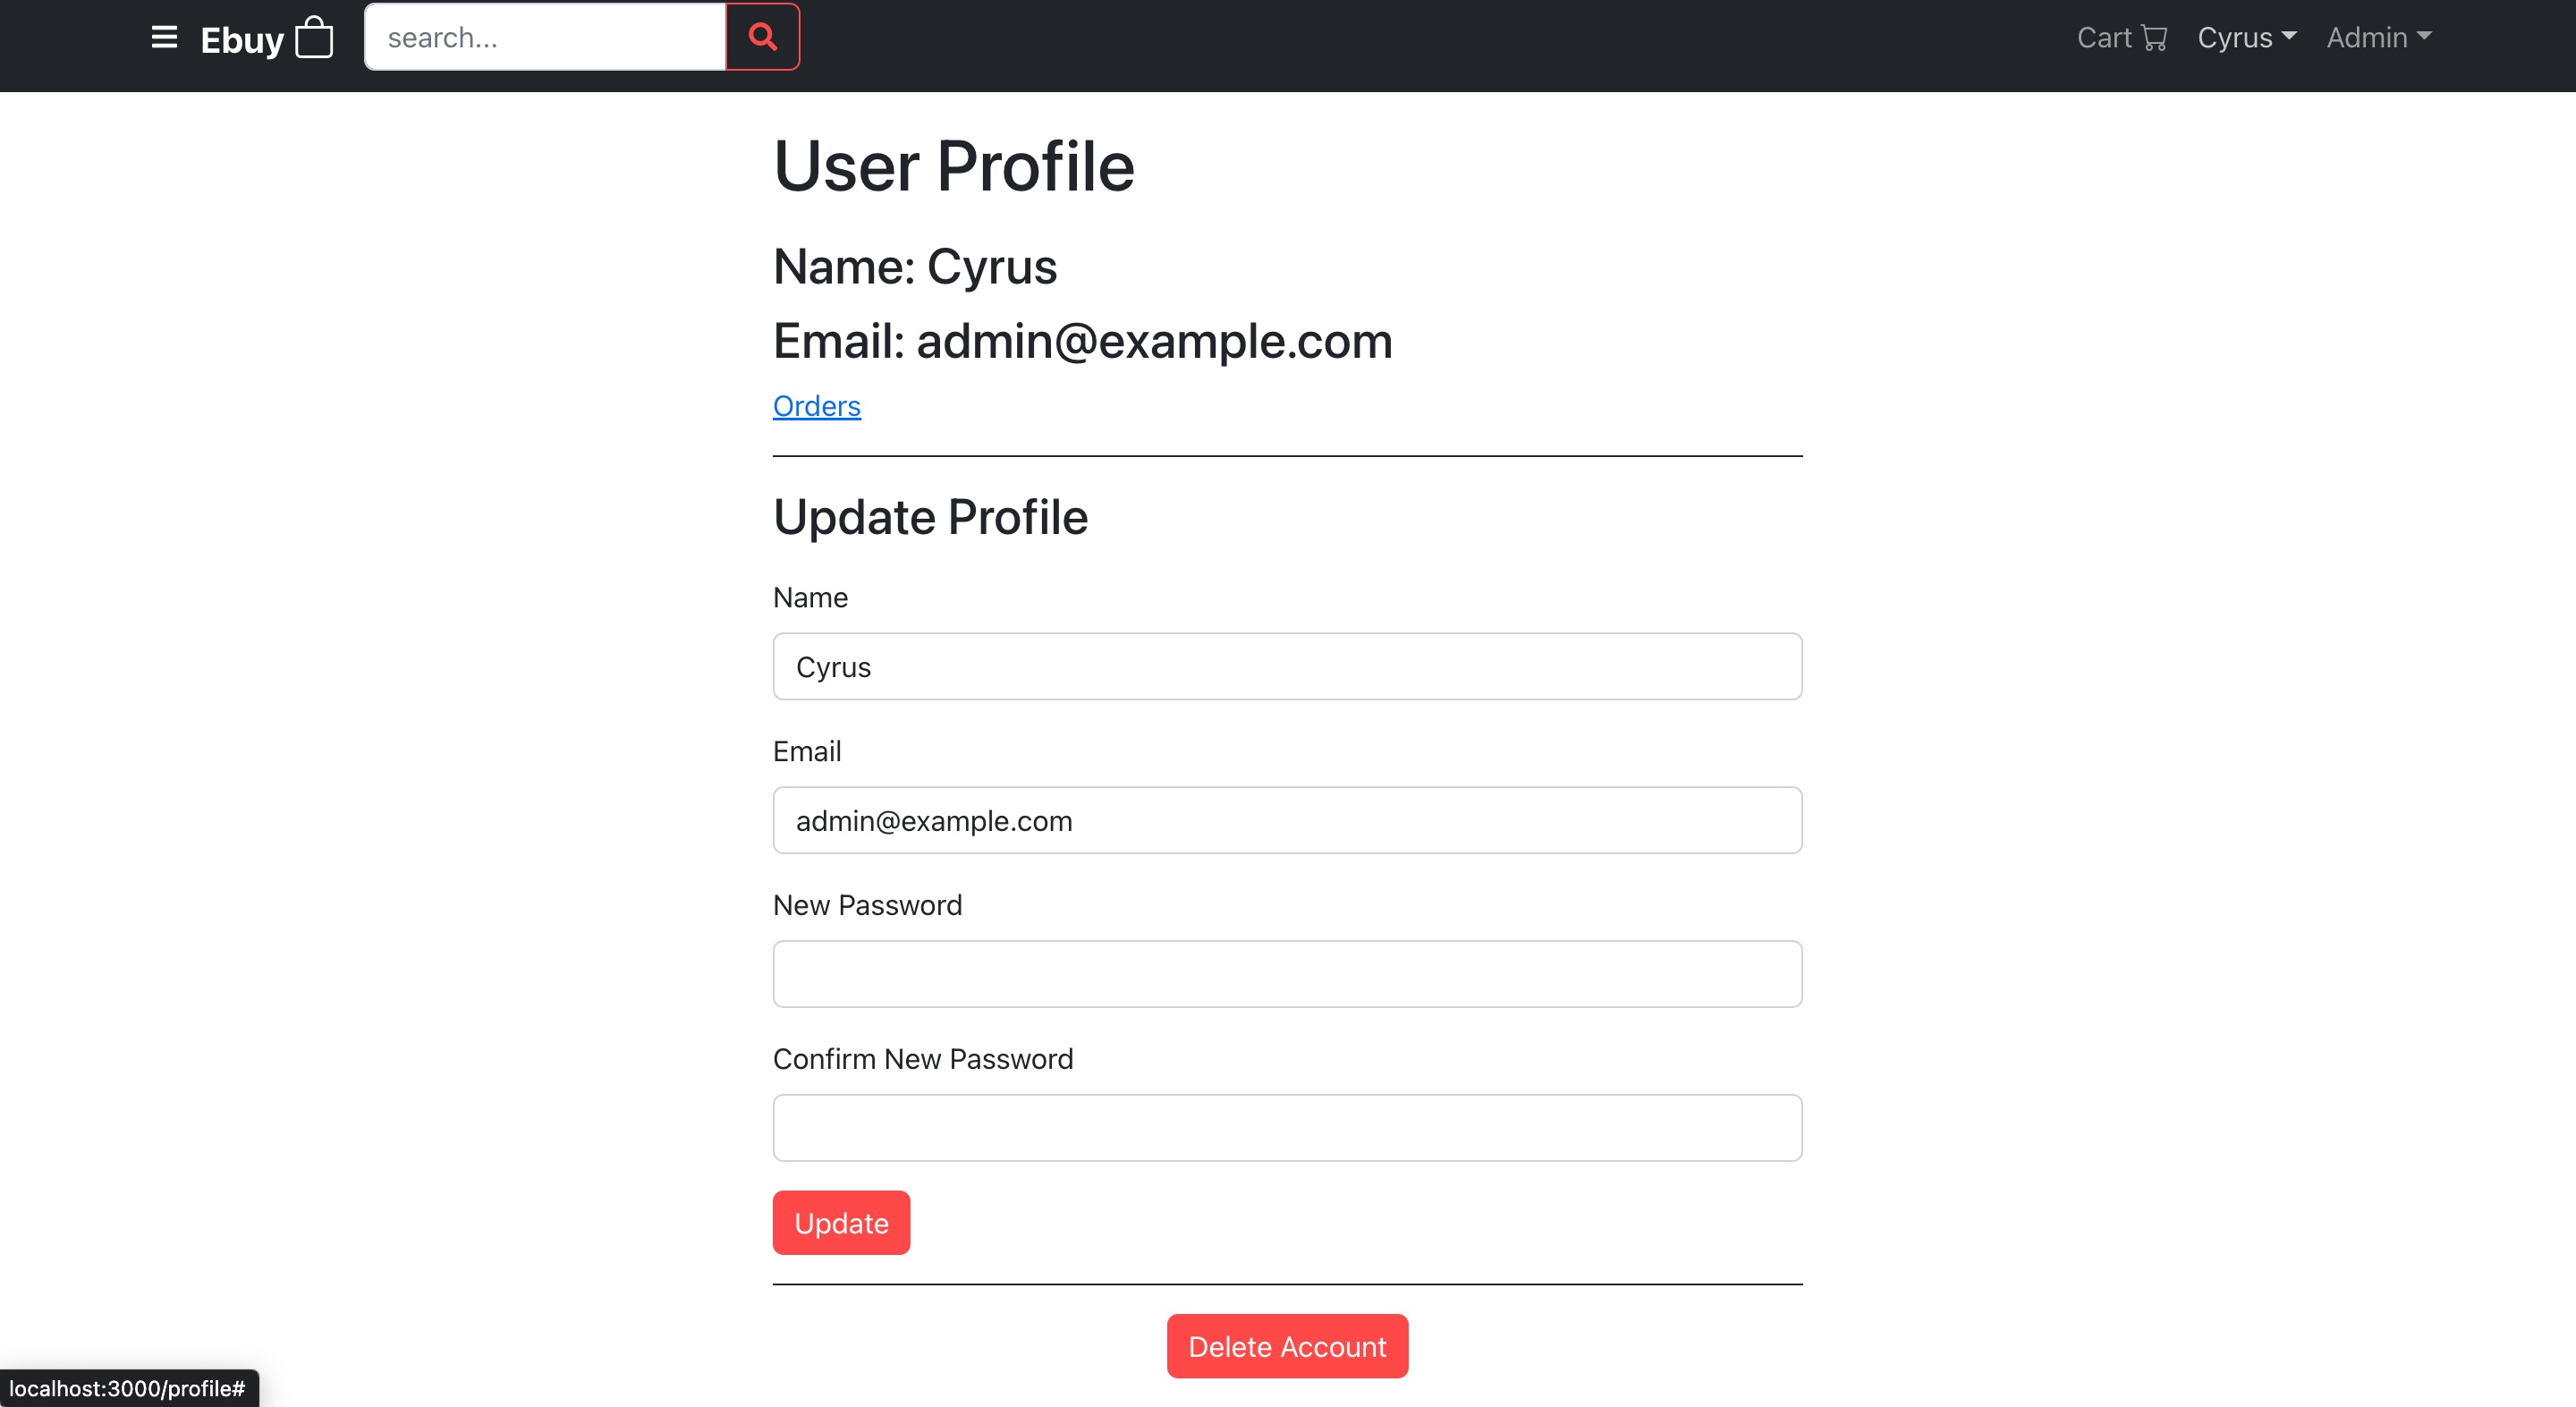 Ebuy search... Cart Cyrus Admin
User Profile
Name: Cyrus
Email: admin@example.com
Orders
Update Profile
Name
Cyrus
Email
admin@example.com
New Password
Confirm New Password
Update
Delete Account
localhost:3000/profile#